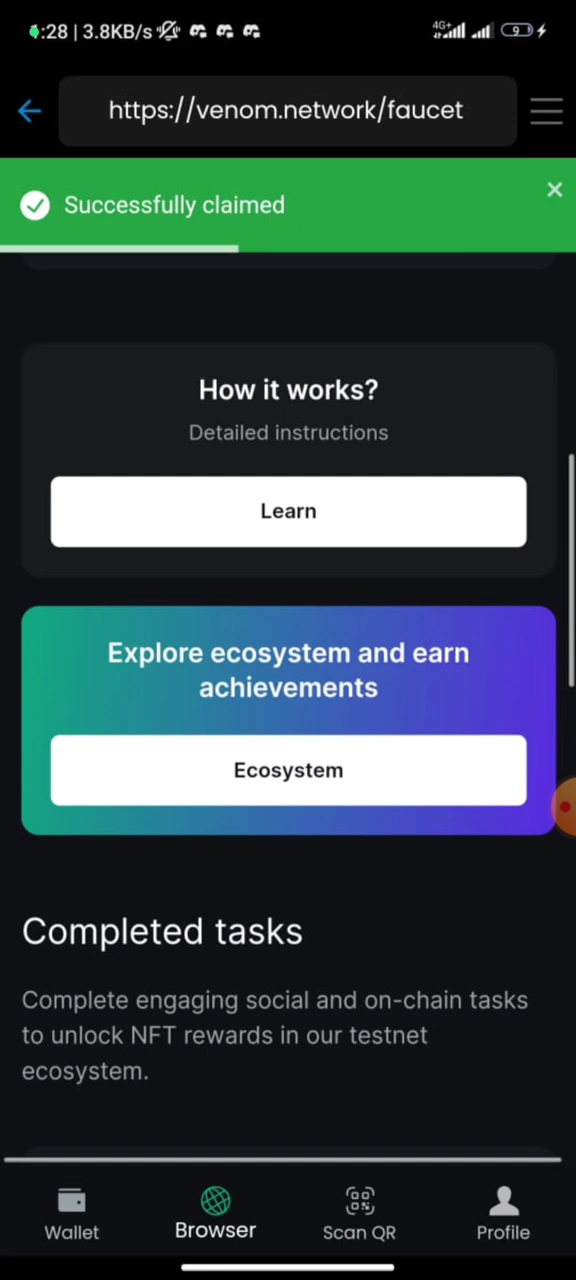 :28 | 3.8KB/s
4G+
9
https://venom.network/faucet
Successfully claimed
How it works?
Detailed instructions
Learn
Explore ecosystem and earn
achievements
Ecosystem
Completed tasks
Complete engaging social and on-chain tasks
to unlock NFT rewards in our testnet
ecosystem.
Wallet
Browser
Scan QR
Profile